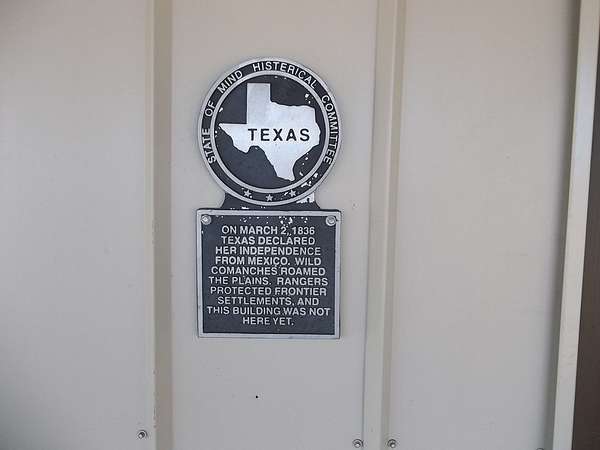 STATE OF MIND HISTERICAL COMMITTEE
TEXAS
ON MARCH 2, 1836
TEXAS DECLARED
HER INDEPENDENCE
FROM MEXICO. WILD
COMANCHES ROAMED
THE PLAINS. RANGERS
PROTECTED FRONTIER
SETTLEMENTS, AND
THIS BUILDING WAS NOT
HERE YET.